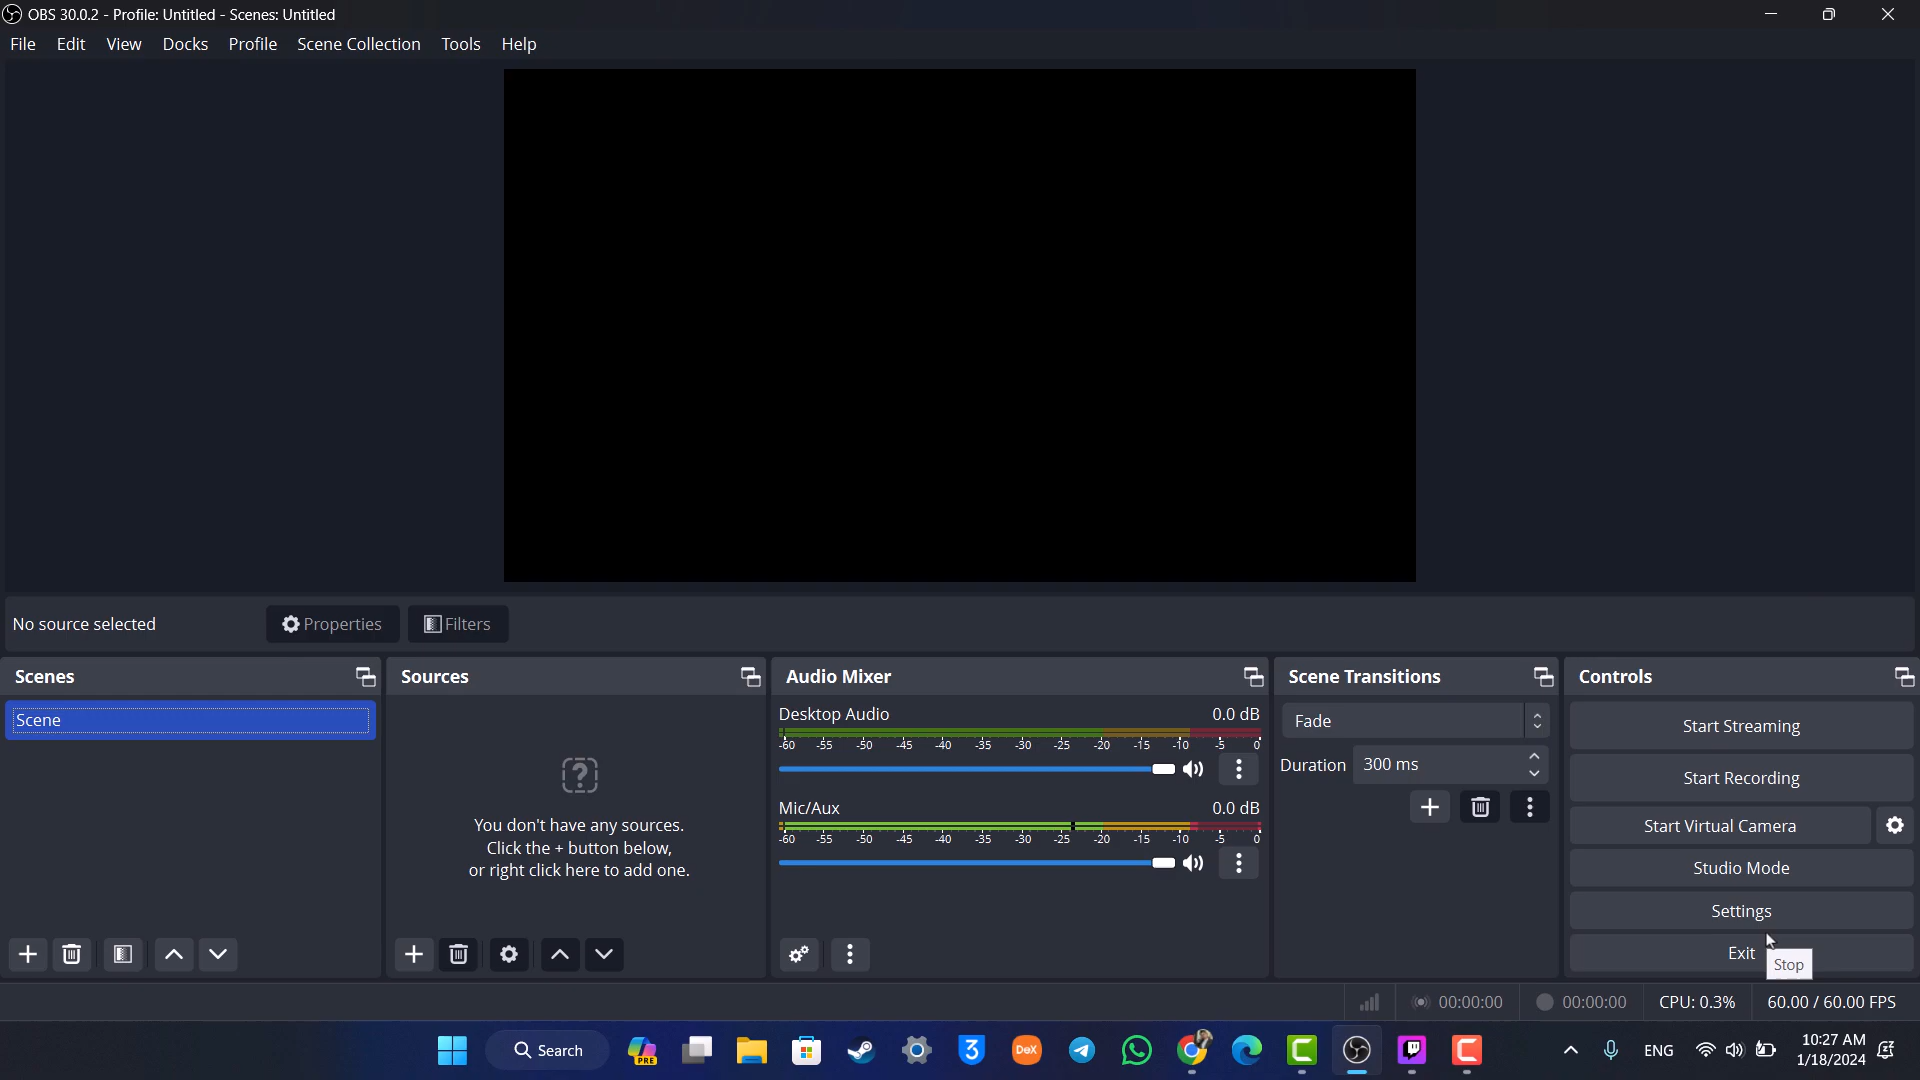 OBS 30.0.2 - Profile: Untitled - Scenes: Untitled
File Edit View Docks Profile Scene Collection Tools Help
No source selected Properties Filters
Scenes Sources Audio Mixer Scene Transitions Controls
Scene
You don't have any sources.
Click the + button below,
or right click here to add one.
Desktop Audio 0.0 dB
-60 -55 -50 -45 -40 -35 -30 -25 -20 -15 -10 -5 0
Mic/Aux 0.0 dB
-60 -55 -50 -45 -40 -35 -30 -25 -20 -15 -10 -5 0
Fade
Duration 300 ms
Start Streaming
Start Recording
Start Virtual Camera
Studio Mode
Settings
Exit
Stop
00:00:00 00:00:00 CPU: 0.3% 60.00 / 60.00 FPS
Search PRE 3 DeX ENG 10:27 AM
1/18/2024